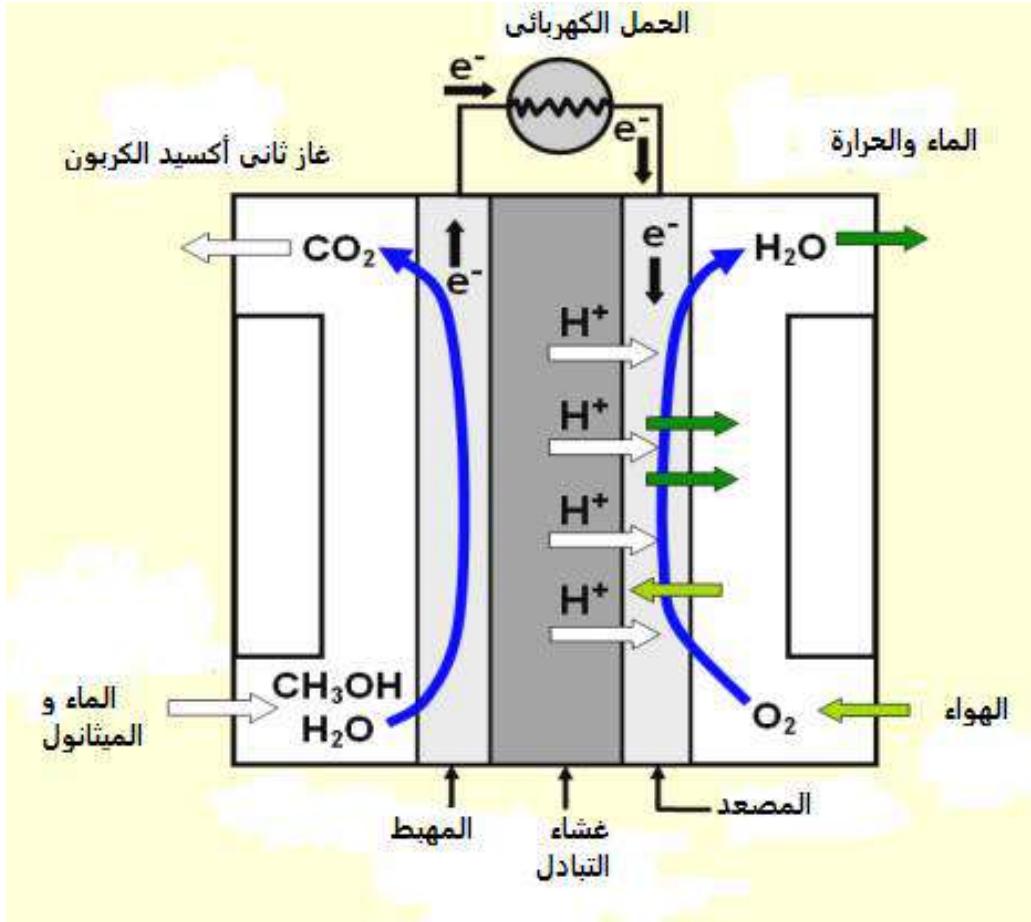 الحمل الكهربائى
e-
e-
غاز ثانى أكسيد الكربون
الماء والحرارة
CO₂
e-
e-
H₂O
H⁺
H⁺
H⁺
H⁺
CH₃OH
H₂O
الماء و
الميثانول
O₂
الهواء
المهبط
غشاء
التبادل
المصعد